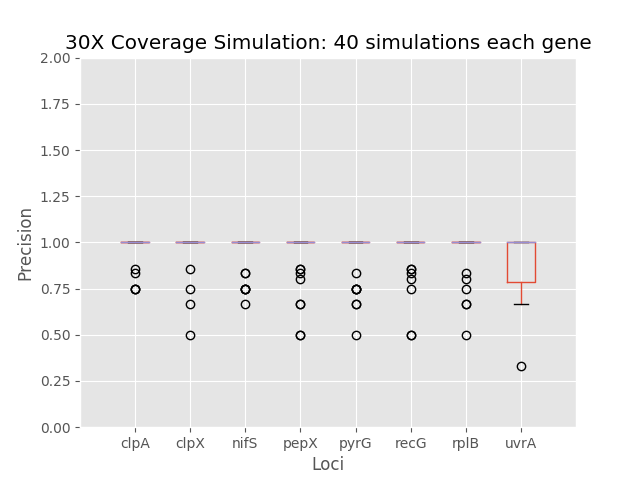 30X Coverage Simulation: 40 simulations each gene
2.00
1.75
1.50
1.25
1.00
0.75
0.50
0.25
0.00
Precision
clpA clpX nifS pepX pyrG recG rplB uvrA
Loci